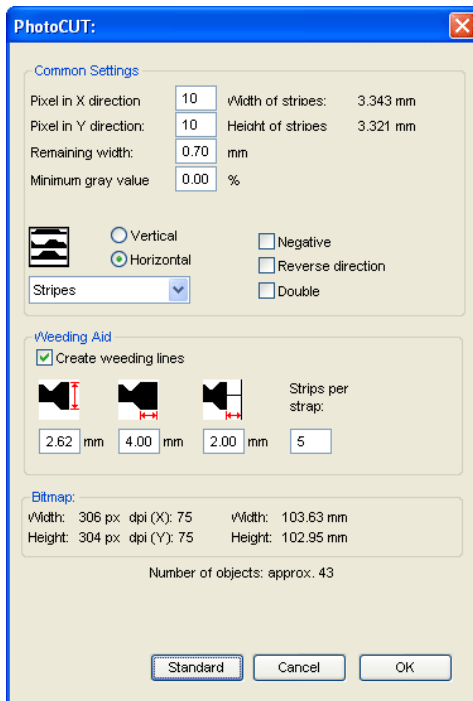 PhotoCUT:
Common Settings
Pixel in X direction 10 Width of stripes: 3.343 mm
Pixel in Y direction: 10 Height of stripes 3.321 mm
Remaining width: 0.70 mm
Minimum gray value 0.00 %
Vertical Negative
Horizontal Reverse direction
Stripes Double
Weeding Aid
Create weeding lines
Strips per
strap:
2.62 mm 4.00 mm 2.00 mm 5
Bitmap:
Width: 306 px dpi (X): 75 Width: 103.63 mm
Height: 304 px dpi (Y): 75 Height: 102.95 mm
Number of objects: approx. 43
Standard Cancel OK